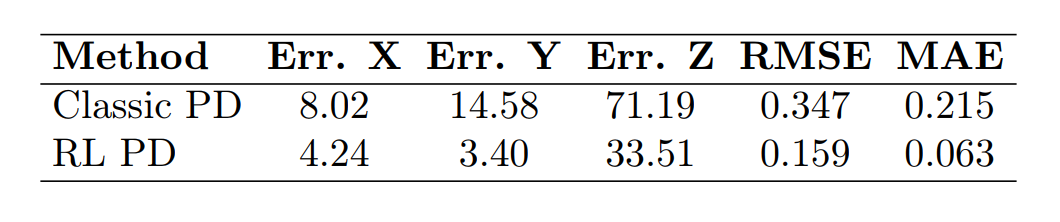 Method Err. X Err. Y Err. Z RMSE MAE
Classic PD 8.02 14.58 71.19 0.347 0.215
RL PD 4.24 3.40 33.51 0.159 0.063